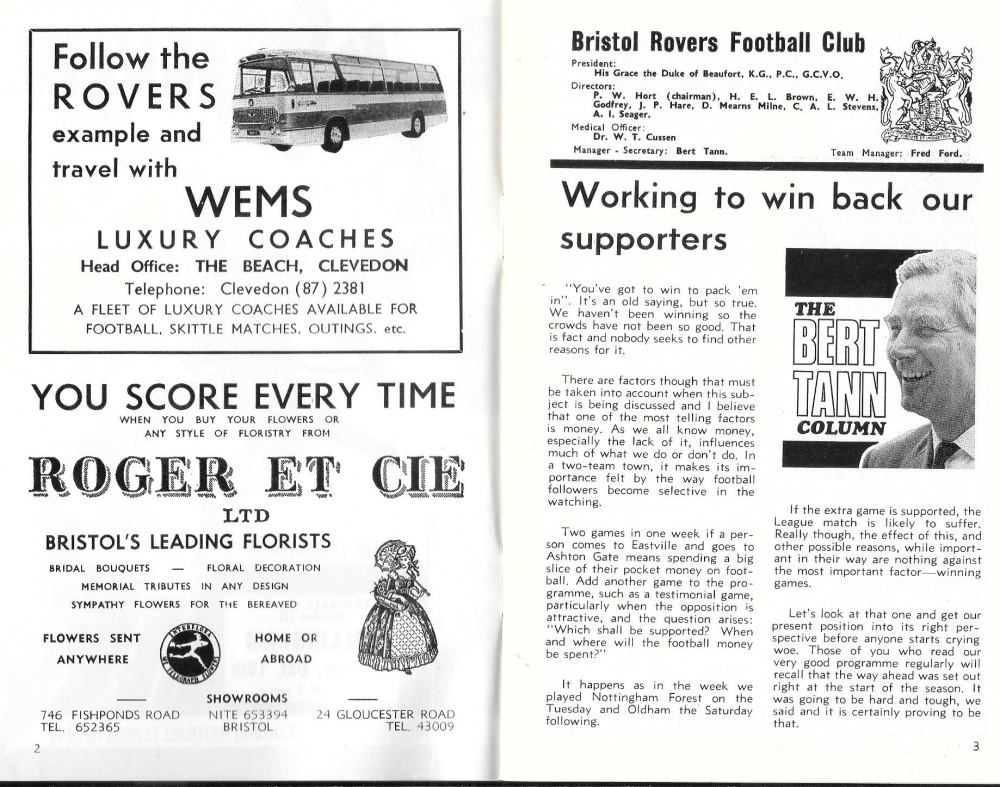 Follow the
ROVERS
example and
travel with
WEMS
LUXURY COACHES
Head Office: THE BEACH, CLEVEDON
Telephone: Clevedon (87) 2381
A FLEET OF LUXURY COACHES AVAILABLE FOR
FOOTBALL, SKITTLE MATCHES, OUTINGS. etc.
YOU SCORE EVERY TIME
WHEN YOU BUY YOUR FLOWERS OR
ANY STYLE OF FLORISTRY FROM
ROGER ET CIE
LTD
BRISTOL'S LEADING FLORISTS
BRIDAL BOUQUETS — FLORAL DECORATION
MEMORIAL TRIBUTES IN ANY DESIGN
SYMPATHY FLOWERS FOR THE BEREAVED
FLOWERS SENT
ANYWHERE
INTERFLORA
HOME OR
ABROAD
SHOWROOMS
746 FISHPONDS ROAD NITE 653394 24 GLOUCESTER ROAD
TEL. 652365 BRISTOL TEL. 43009
2
Bristol Rovers Football Club
President:
His Grace the Duke of Beaufort, K.G., P.C., G.C.V.O.
Directors:
P. W. Hort (chairman), H. E. L. Brown, E. W. H.
Godfrey, J. P. Hare, D. Mearns Milne, C. A. L. Stevens,
A. I. Seager.
Medical Officer:
Dr. W. T. Cussen
Manager - Secretary: Bert Tann. Team Manager: Fred Ford.
Working to win back our
supporters
"You've got to win to pack 'em
in". It's an old saying, but so true.
We haven't been winning so the
crowds have not been so good. That
is fact and nobody seeks to find other
reasons for it.
There are factors though that must
be taken into account when this sub-
ject is being discussed and I believe
that one of the most telling factors
is money. As we all know money,
especially the lack of it, influences
much of what we do or don't do. In
a two-team town, it makes its im-
portance felt by the way football
followers become selective in the
watching.
Two games in one week if a per-
son comes to Eastville and goes to
Ashton Gate means spending a big
slice of their pocket money on foot-
ball. Add another game to the pro-
gramme, such as a testimonial game,
particularly when the opposition is
attractive, and the question arises:
"Which shall be supported? When
and where will the football money
be spent?"
It happens as in the week we
played Nottingham Forest on the
Tuesday and Oldham the Saturday
following.
THE
BERT
TANN
COLUMN
If the extra game is supported, the
League match is likely to suffer.
Really though, the effect of this, and
other possible reasons, while import-
ant in their way are nothing against
the most important factor—winning
games.
Let's look at that one and get our
present position into its right per-
spective before anyone starts crying
woe. Those of you who read our
very good programme regularly will
recall that the way ahead was set out
right at the start of the season. It
was going to be hard and tough, we
said and it is certainly proving to be
that.
3